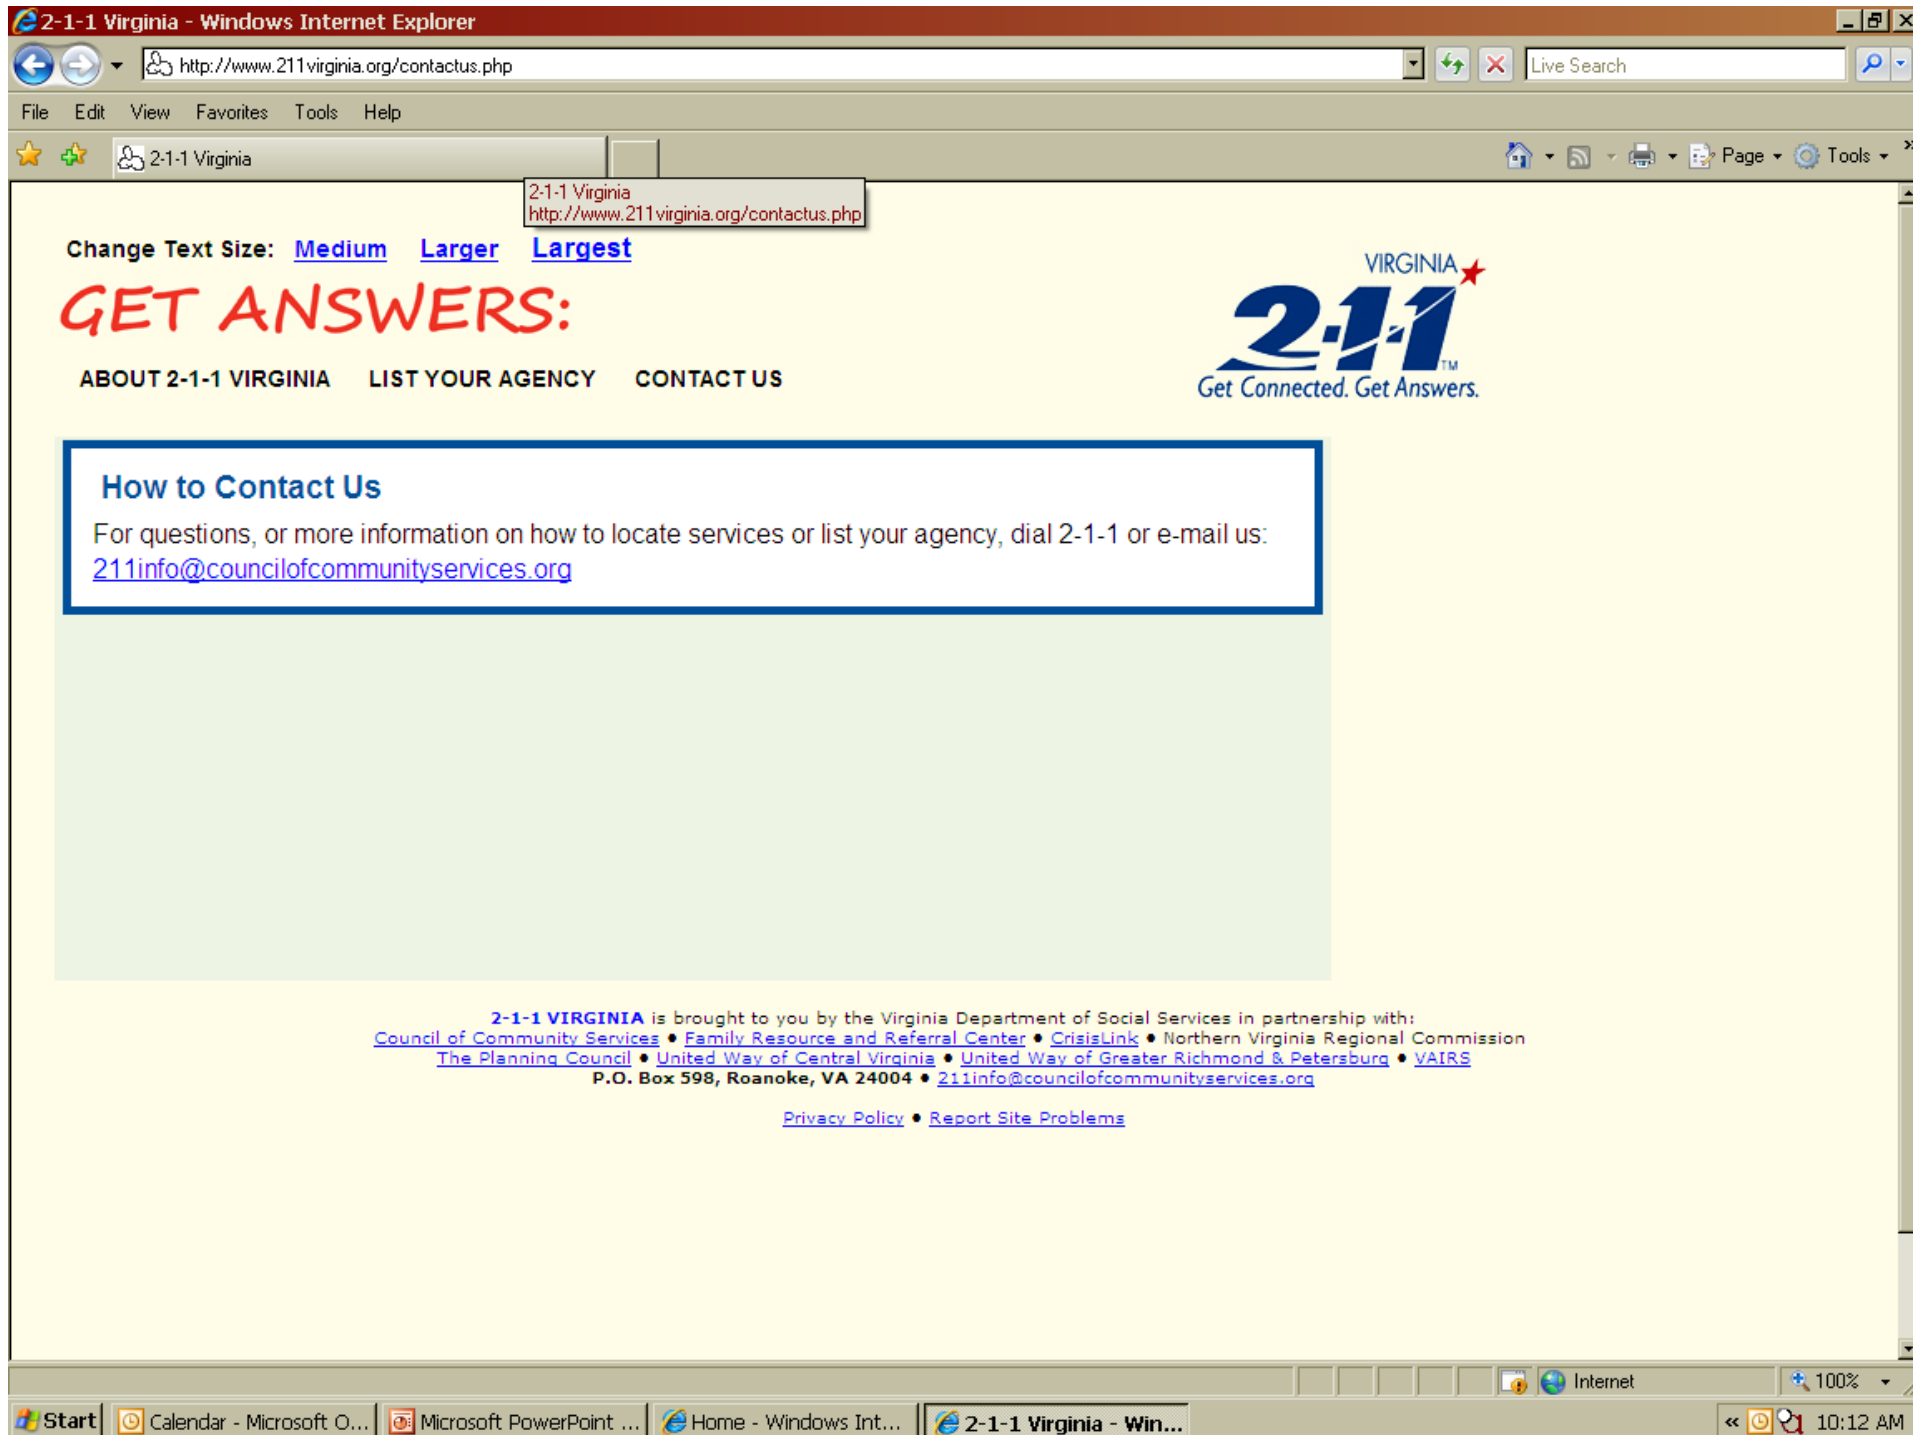 2-1-1 Virginia - Windows Internet Explorer
http://www.211virginia.org/contactus.php
Live Search
File Edit View Favorites Tools Help
2-1-1 Virginia
Page Tools
2-1-1 Virginia
http://www.211virginia.org/contactus.php
Change Text Size: Medium Larger Largest
GET ANSWERS:
VIRGINIA
2-1-1
TM
Get Connected. Get Answers.
ABOUT 2-1-1 VIRGINIA LIST YOUR AGENCY CONTACT US
How to Contact Us
For questions, or more information on how to locate services or list your agency, dial 2-1-1 or e-mail us:
211info@councilofcommunityservices.org
2-1-1 VIRGINIA is brought to you by the Virginia Department of Social Services in partnership with:
Council of Community Services • Family Resource and Referral Center • CrisisLink • Northern Virginia Regional Commission
The Planning Council • United Way of Central Virginia • United Way of Greater Richmond & Petersburg • VAIRS
P.O. Box 598, Roanoke, VA 24004 • 211info@councilofcommunityservices.org
Privacy Policy • Report Site Problems
Internet 100%
Start Calendar - Microsoft O... Microsoft PowerPoint ... Home - Windows Int... 2-1-1 Virginia - Win... « 10:12 AM